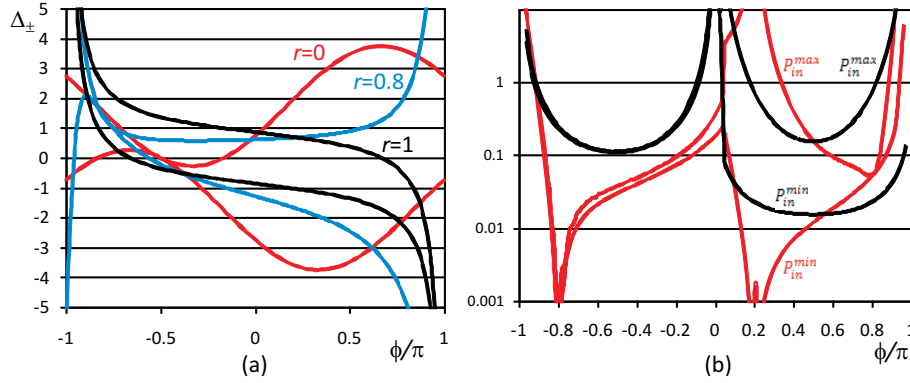 Δ±
5
4
3
2
1
0
-1
-2
-3
-4
-5
r=0
r=0.8
r=1
-1 -0.5 0 0.5 1
ϕ/π
(a)
1
0.1
0.01
0.001
P_in^max P_in^max
P_in^min
P_in^min
-1 -0.8 -0.6 -0.4 -0.2 0 0.2 0.4 0.6 0.8 1
ϕ/π
(b)